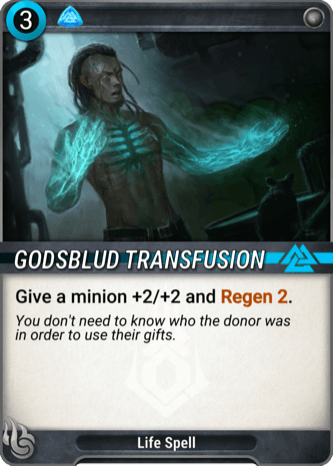 3
GODSBLUD TRANSFUSION
Give a minion +2/+2 and Regen 2.
You don't need to know who the donor was
in order to use their gifts.
Life Spell